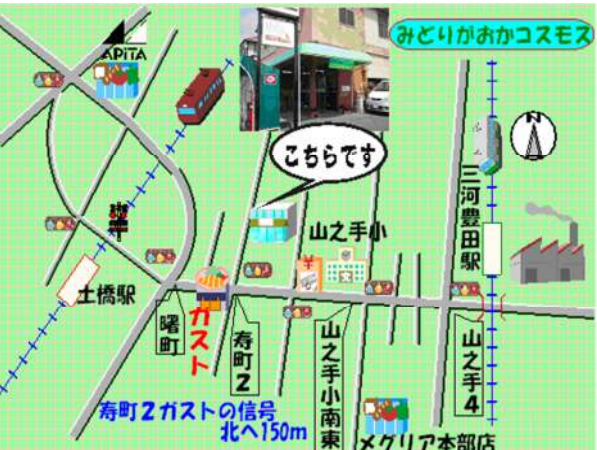 APiTA
みどりがおかコスモス
こちらです
三河豊田駅
山之手小
土橋駅
曙町
ガスト
寿町2
山之手小南東
山之手4
寿町2ガストの信号
北へ150m
メグリア本部店